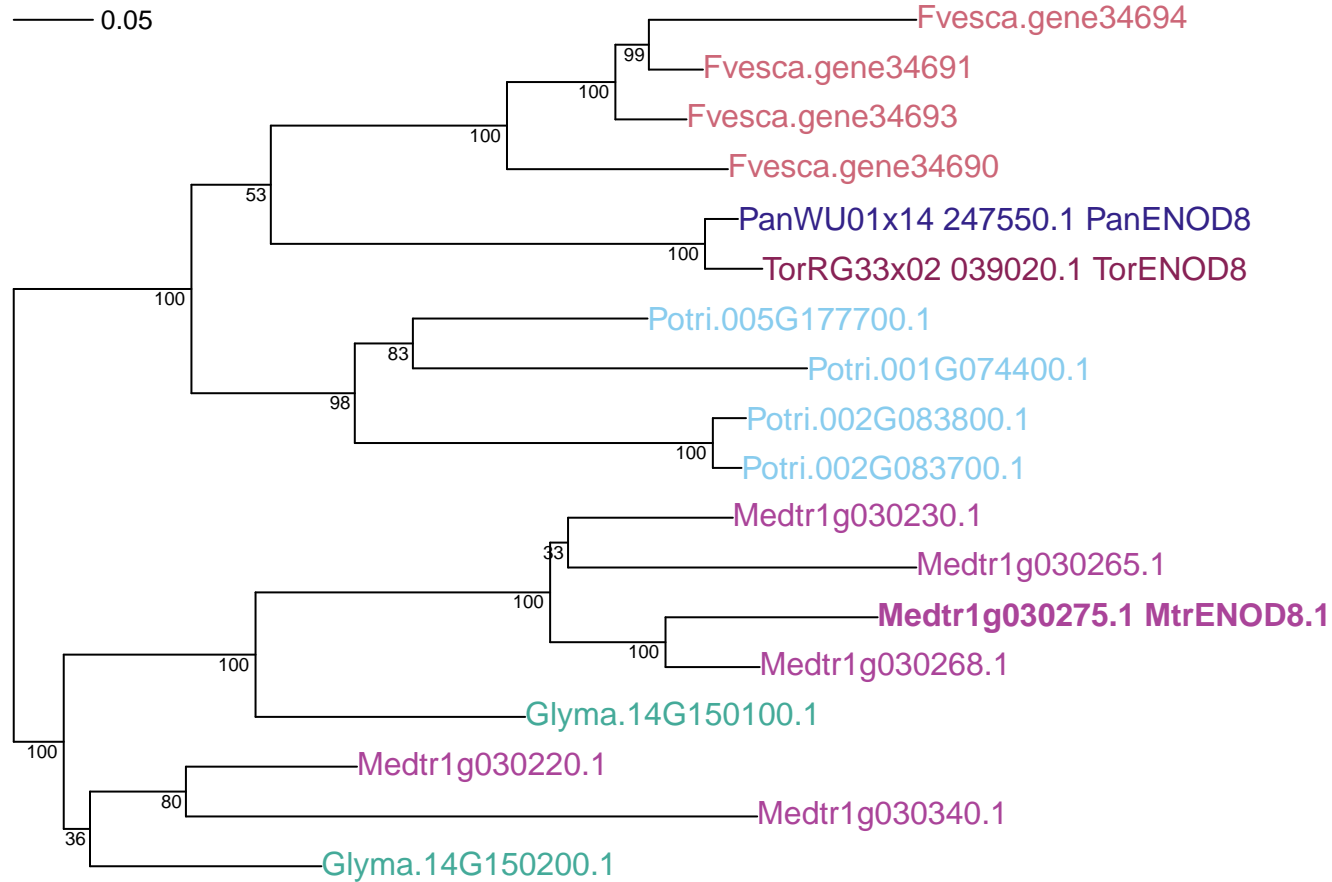 0.05
Fvesca.gene34694
99
Fvesca.gene34691
100
Fvesca.gene34693
100
Fvesca.gene34690
53
PanWU01x14 247550.1 PanENOD8
100
TorRG33x02 039020.1 TorENOD8
100
Potri.005G177700.1
83
Potri.001G074400.1
98
Potri.002G083800.1
100
Potri.002G083700.1
Medtr1g030230.1
33
Medtr1g030265.1
100
Medtr1g030275.1 MtrENOD8.1
100
Medtr1g030268.1
100
Glyma.14G150100.1
100
Medtr1g030220.1
80
Medtr1g030340.1
36
Glyma.14G150200.1